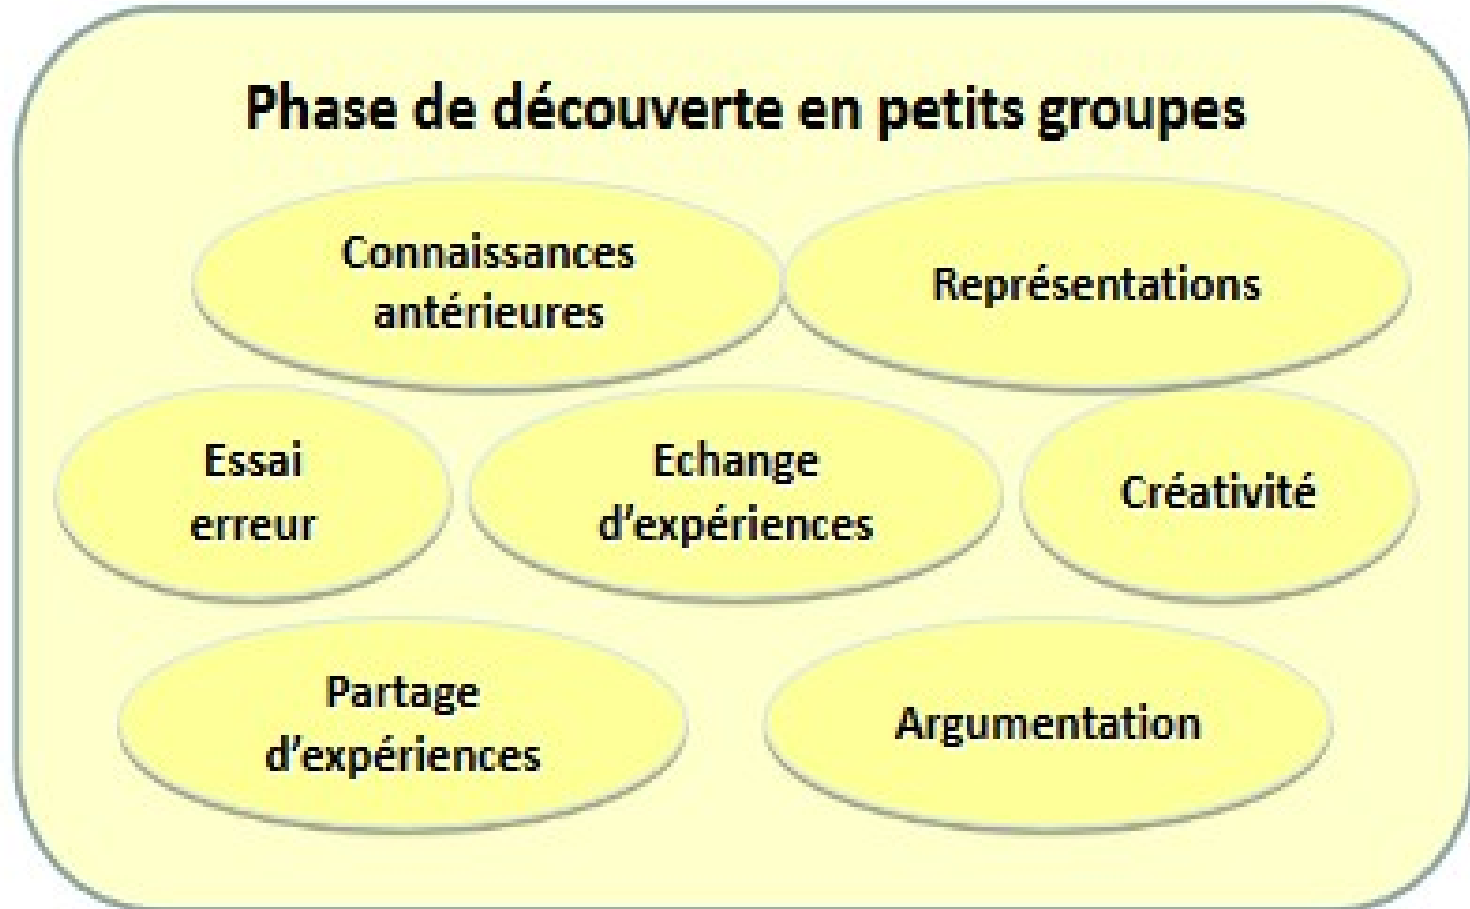 Phase de découverte en petits groupes
Connaissances
antérieures
Représentations
Essai
erreur
Echange
d'expériences
Créativité
Partage
d'expériences
Argumentation